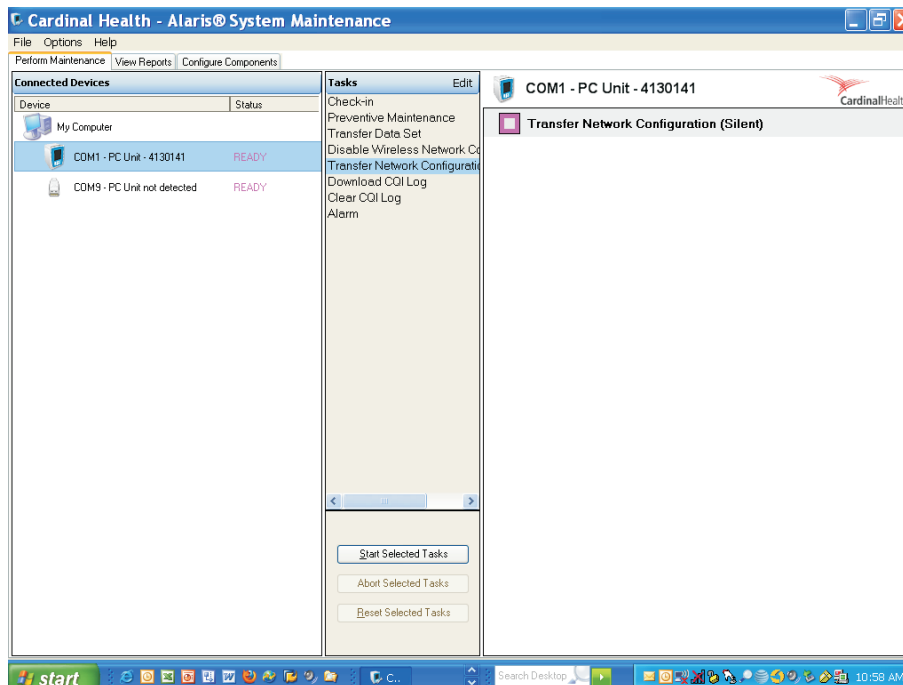 Cardinal Health - Alaris® System Maintenance
File Options Help
Perform Maintenance View Reports Configure Components
Connected Devices
Device Status
My Computer
COM1 - PC Unit - 4130141 READY
COM9 - PC Unit not detected READY
Tasks Edit
Check-in
Preventive Maintenance
Transfer Data Set
Disable Wireless Network Co
Transfer Network Configuratio
Download CQI Log
Clear CQI Log
Alarm
Start Selected Tasks
Abort Selected Tasks
Reset Selected Tasks
COM1 - PC Unit - 4130141
CardinalHealt
Transfer Network Configuration (Silent)
start
C..
Search Desktop
10:58 AM